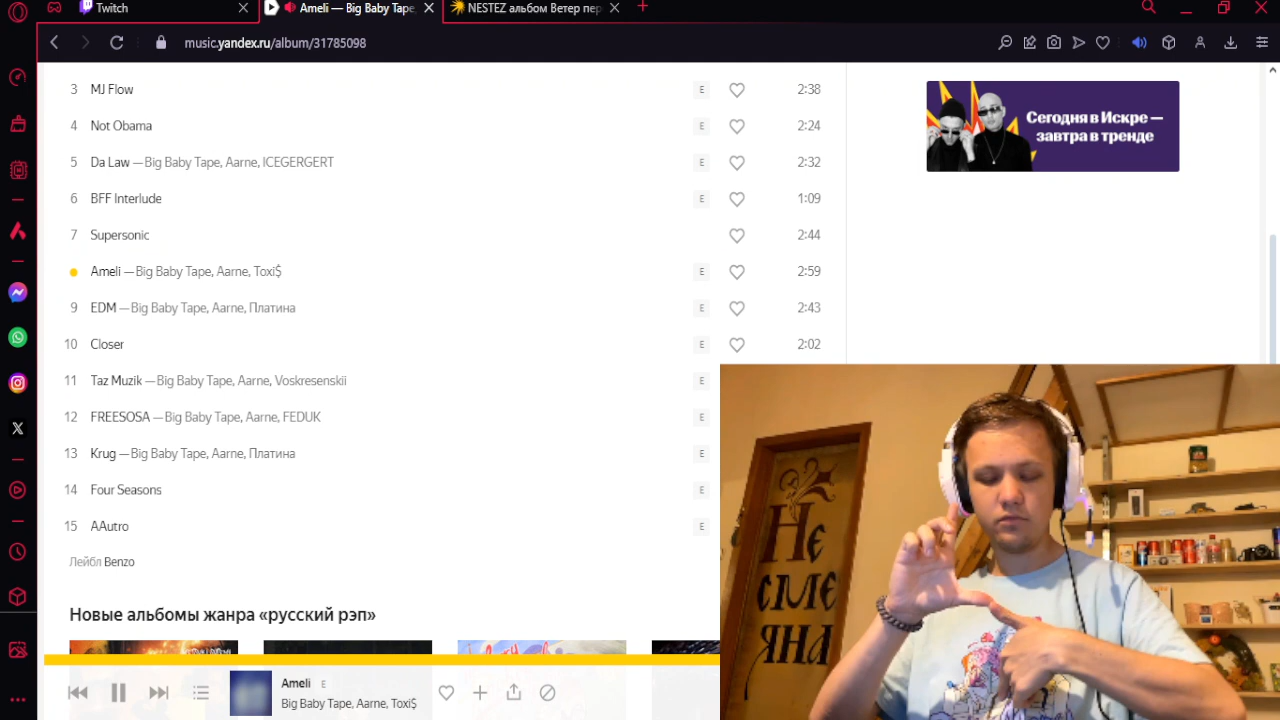 Twitch
Ameli — Big Baby Tape,
NESTEZ альбом Ветер пер
music.yandex.ru/album/31785098
3 MJ Flow E 2:38
4 Not Obama E 2:24
5 Da Law — Big Baby Tape, Aarne, ICEGERGERT E 2:32
6 BFF Interlude E 1:09
7 Supersonic 2:44
Ameli — Big Baby Tape, Aarne, Toxi$ E 2:59
9 EDM — Big Baby Tape, Aarne, Платина E 2:43
10 Closer E 2:02
11 Taz Muzik — Big Baby Tape, Aarne, Voskresenskii E
12 FREESOSA — Big Baby Tape, Aarne, FEDUK E
13 Krug — Big Baby Tape, Aarne, Платина E
14 Four Seasons E
15 AAutro E
Лейбл Benzo
Новые альбомы жанра «русский рэп»
Ameli E
Big Baby Tape, Aarne, Toxi$
Сегодня в Искре —
завтра в тренде
Не
сМЕ
ЯНА